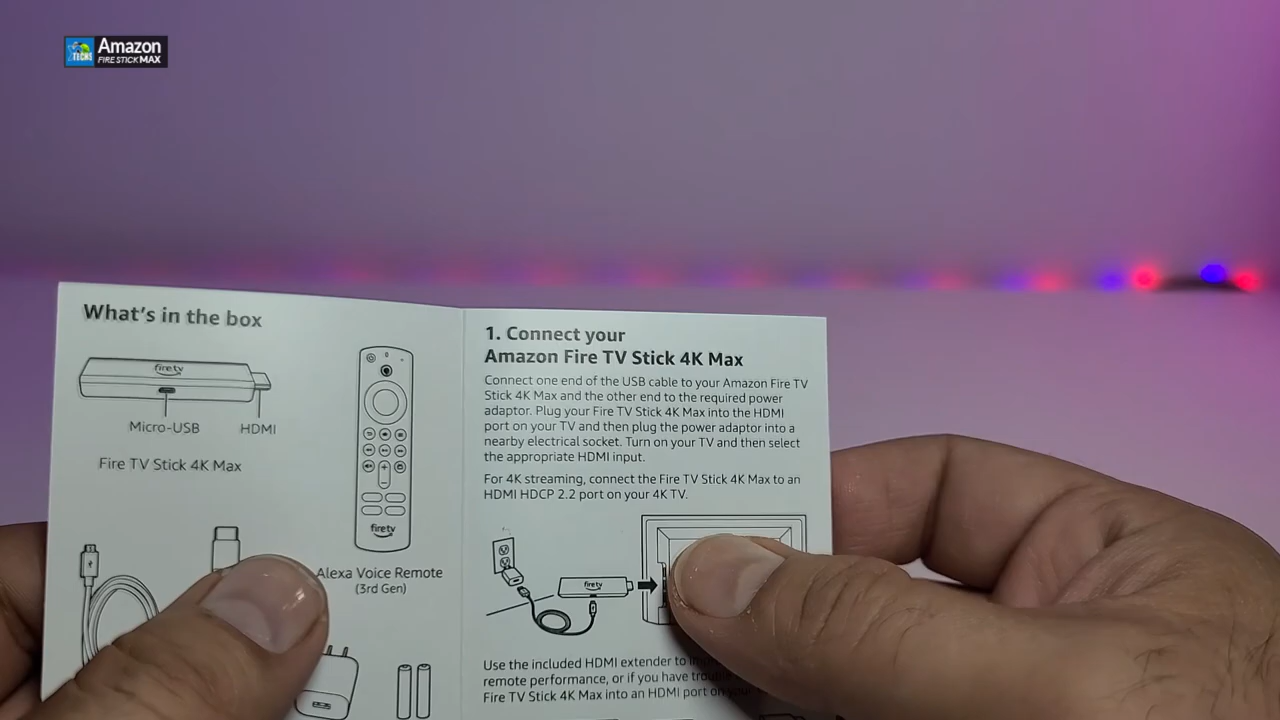 TECHS
Amazon
FIRE STICK MAX
What's in the box
fire tv
Micro-USB
HDMI
Fire TV Stick 4K Max
fire tv
Alexa Voice Remote
(3rd Gen)
1. Connect your
Amazon Fire TV Stick 4K Max
Connect one end of the USB cable to your Amazon Fire TV
Stick 4K Max and the other end to the required power
adaptor. Plug your Fire TV Stick 4K Max into the HDMI
port on your TV and then plug the power adaptor into a
nearby electrical socket. Turn on your TV and then select
the appropriate HDMI input.
For 4K streaming, connect the Fire TV Stick 4K Max to an
HDMI HDCP 2.2 port on your 4K TV.
fire tv
Use the included HDMI extender to
remote performance, or if you have
Fire TV Stick 4K Max into an HDMI port on